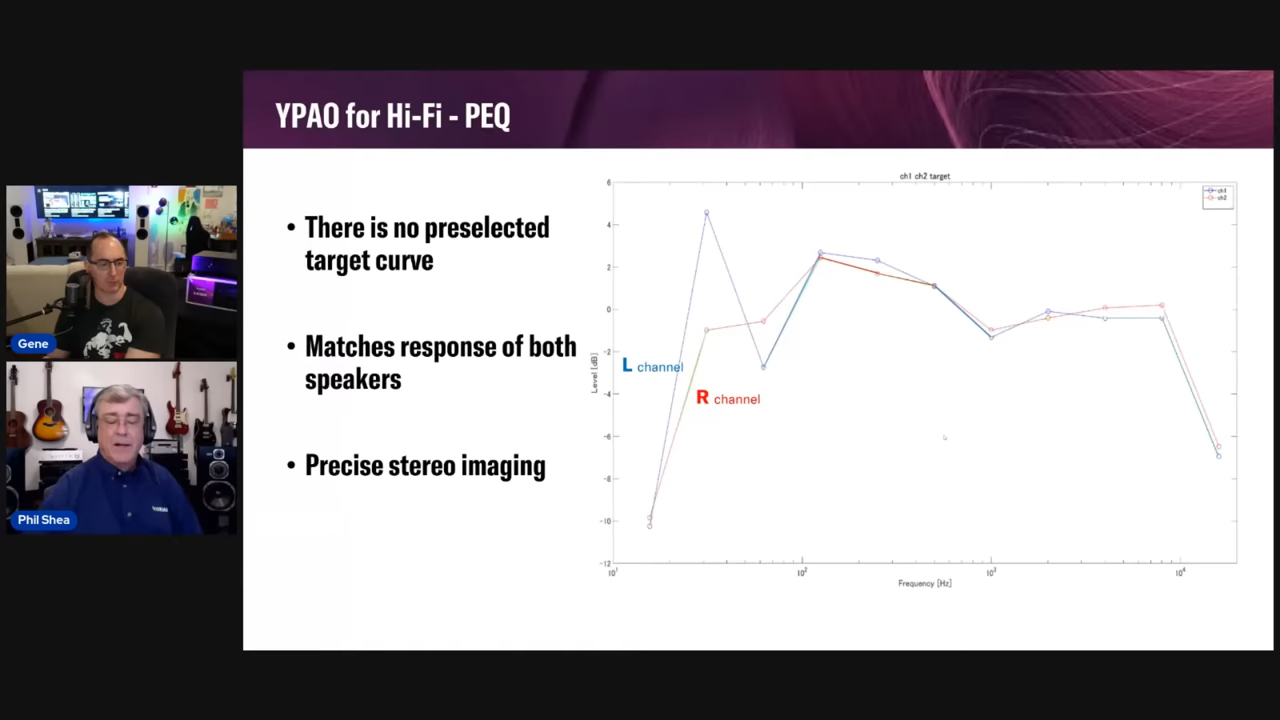 YPAO for Hi-Fi - PEQ
• There is no preselected
target curve
• Matches response of both
speakers
• Precise stereo imaging
ch1 ch2 target
ch1
ch2
6
4
2
0
-2
-4
-6
-8
-10
-12
Level [dB]
L channel
R channel
10¹
10²
10³
10⁴
Frequency [Hz]
Gene
Phil Shea